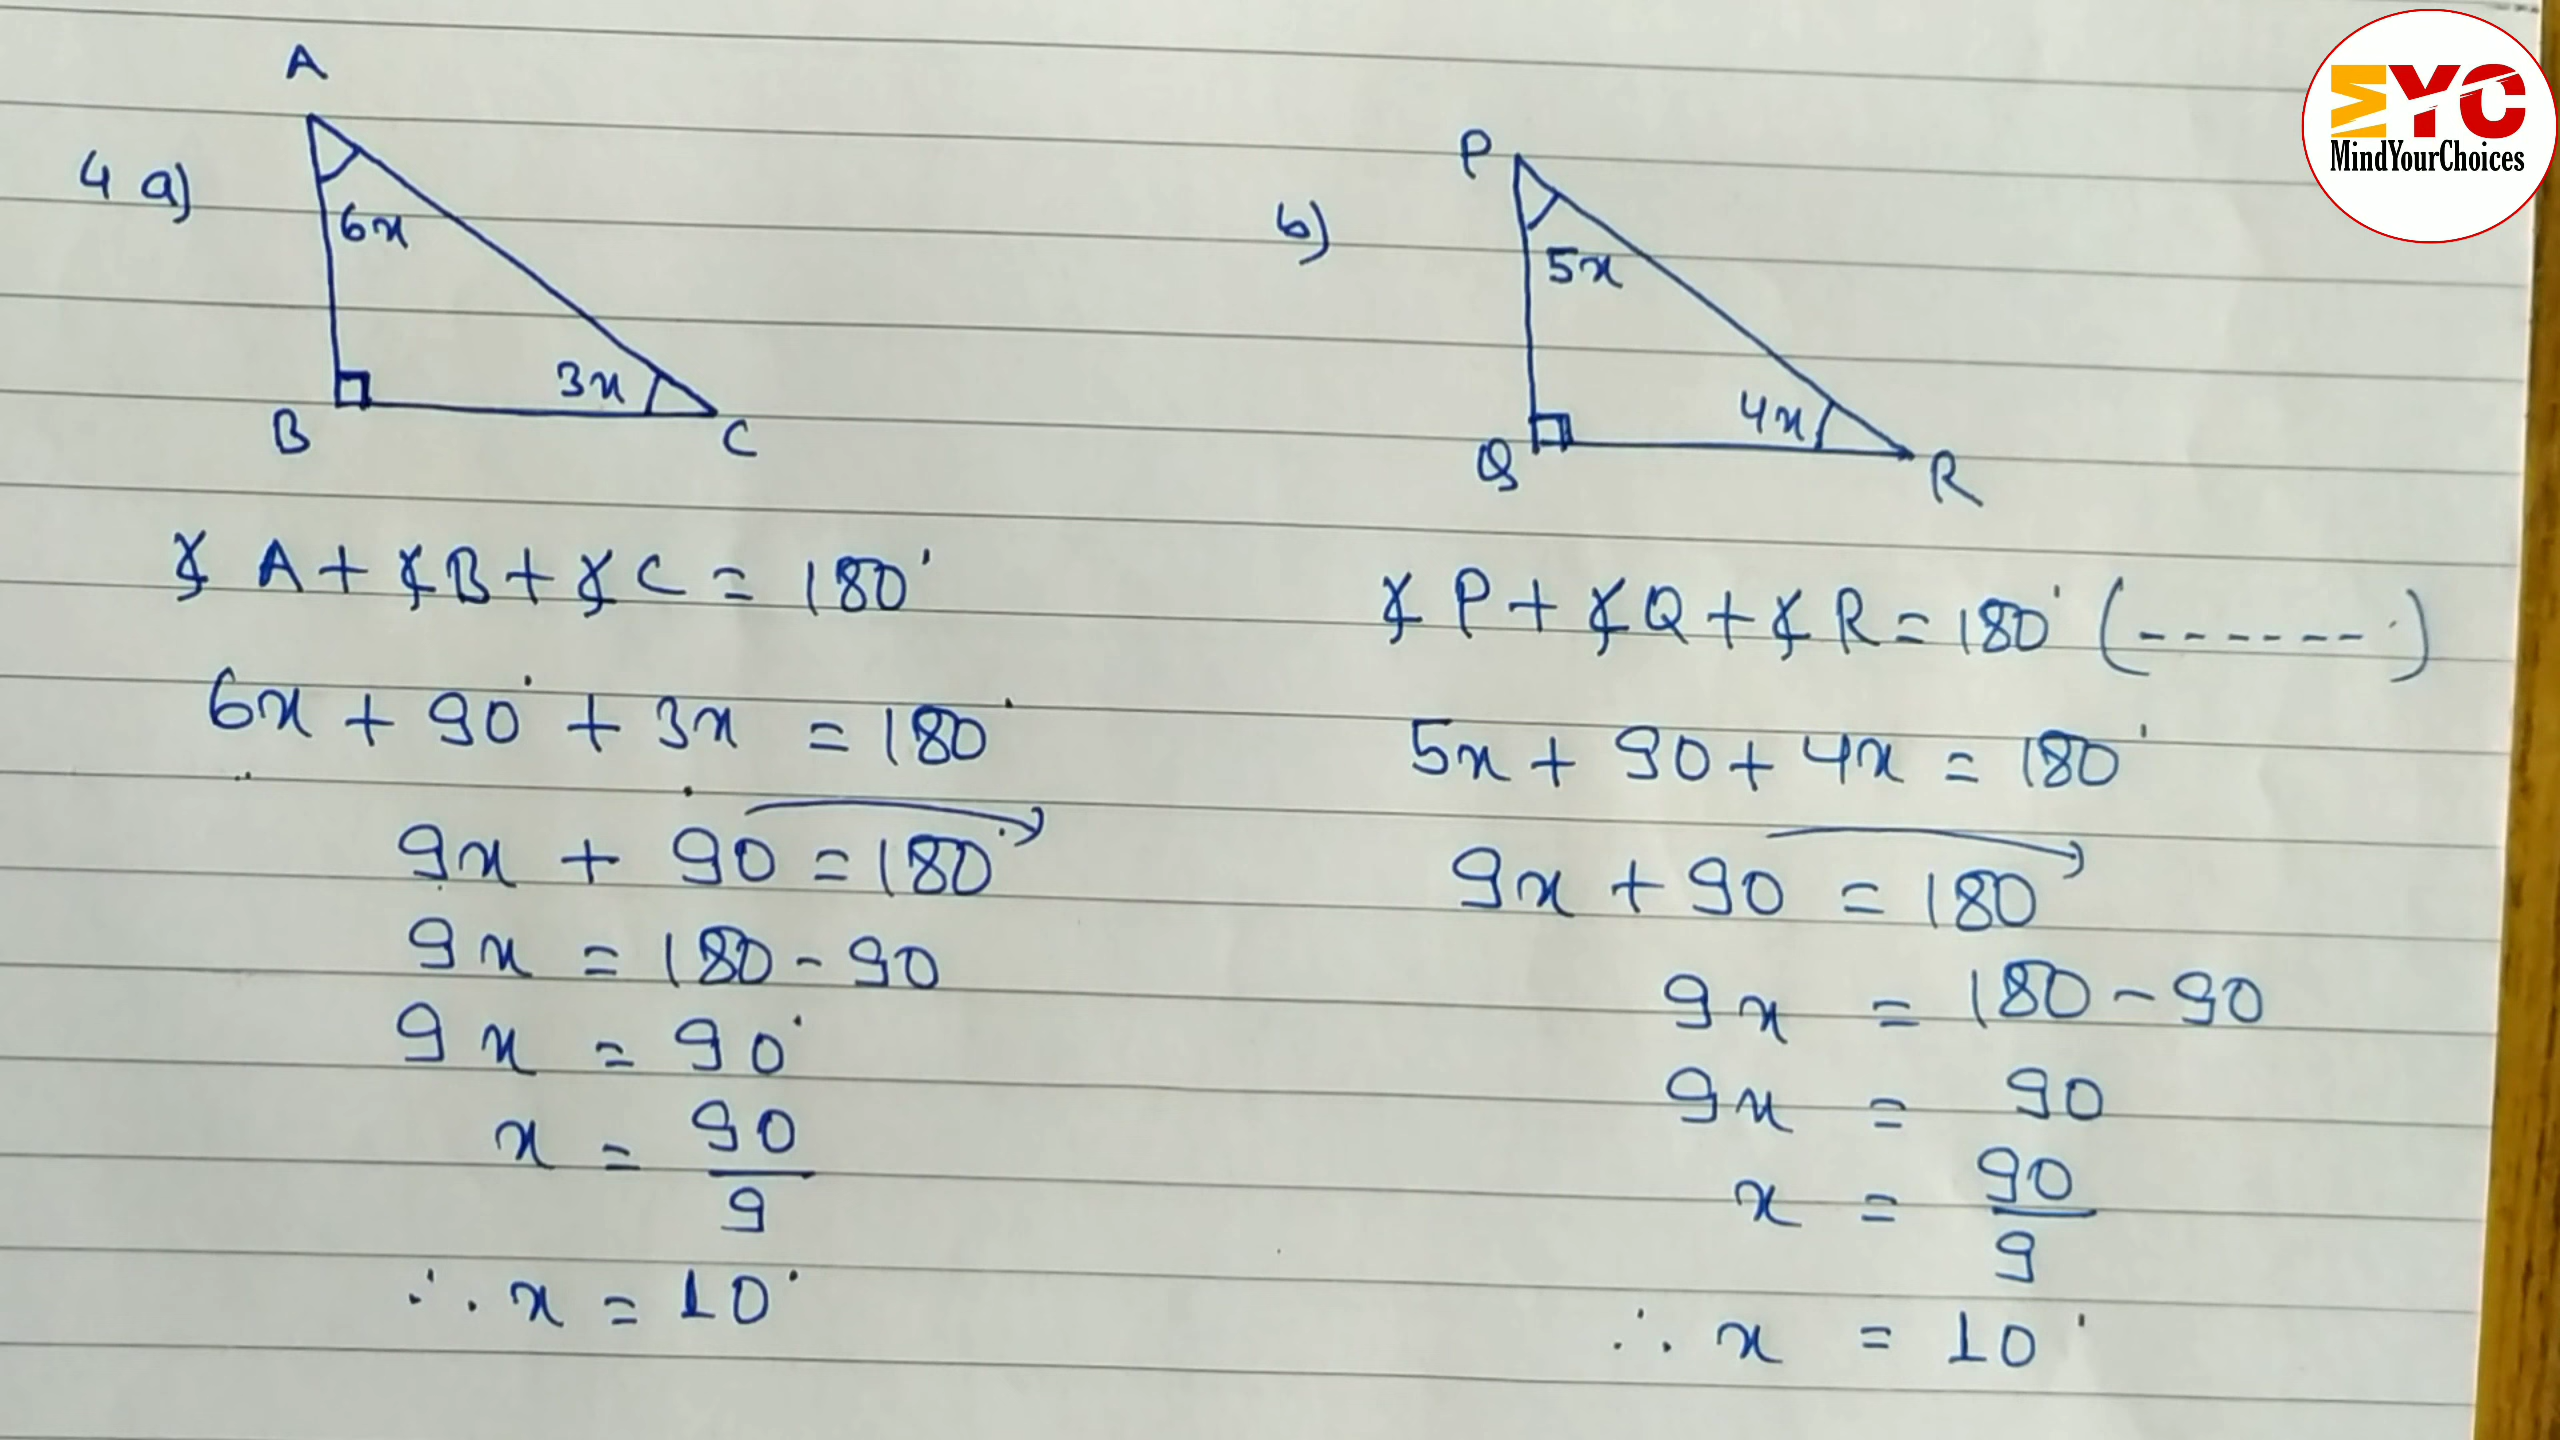 4 a)
A
6x
B
3x
C
∠A + ∠B + ∠C = 180°
6x + 90° + 3x = 180°
9x + 90 = 180°
9x = 180 - 90
9x = 90°
x = 90/9
∴ x = 10°
b)
P
5x
Q
4x
R
∠P + ∠Q + ∠R = 180° (------)
5x + 90 + 4x = 180°
9x + 90 = 180
9x = 180 - 90
9x = 90
x = 90/9
∴ x = 10°
MYC
MindYourChoices